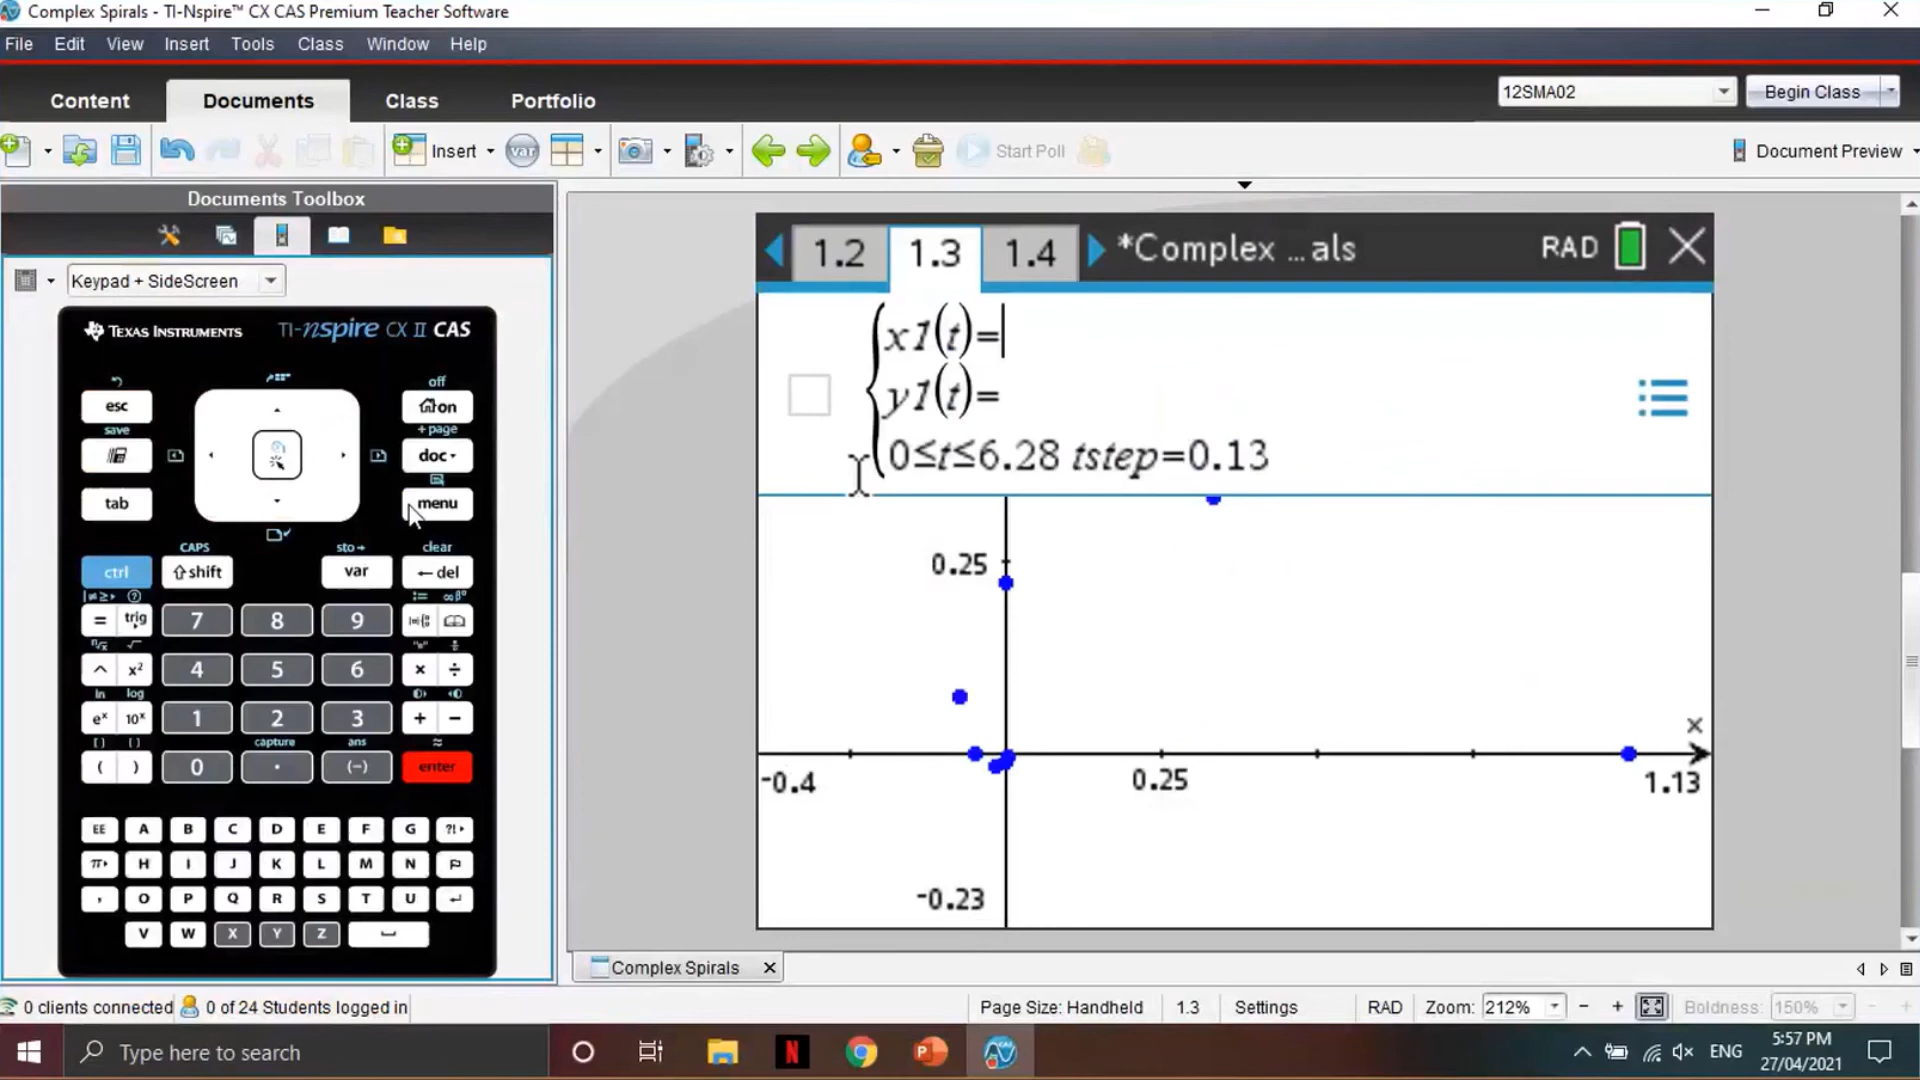 Complex Spirals - TI-Nspire™ CX CAS Premium Teacher Software
File Edit View Insert Tools Class Window Help
Content Documents Class Portfolio
12SMA02
Begin Class
Insert
var
Start Poll
Document Preview
Documents Toolbox
Keypad + SideScreen
TEXAS INSTRUMENTS TI-nspire CX II CAS
off
esc
on
save
+ page
doc
tab
menu
CAPS sto→ clear
ctrl ⇧shift var ←del
= trig 7 8 9
^ x² 4 5 6 × ÷
ln log
eˣ 10ˣ 1 2 3 + −
[ ] { } capture ans ≈
( ) 0 . (−) enter
EE A B C D E F G ?!▸
π▸ H I J K L M N
, O P Q R S T U ↵
V W X Y Z
1.2 1.3 1.4 *Complex ...als RAD
x1(t)=
y1(t)=
0≤t≤6.28 tstep=0.13
0.25
x
-0.4 0.25 1.13
-0.23
Complex Spirals
0 clients connected 0 of 24 Students logged in
Page Size: Handheld 1.3 Settings RAD Zoom: 212% − + Boldness: 150% − +
Type here to search
N
P
ENG
5:57 PM
27/04/2021